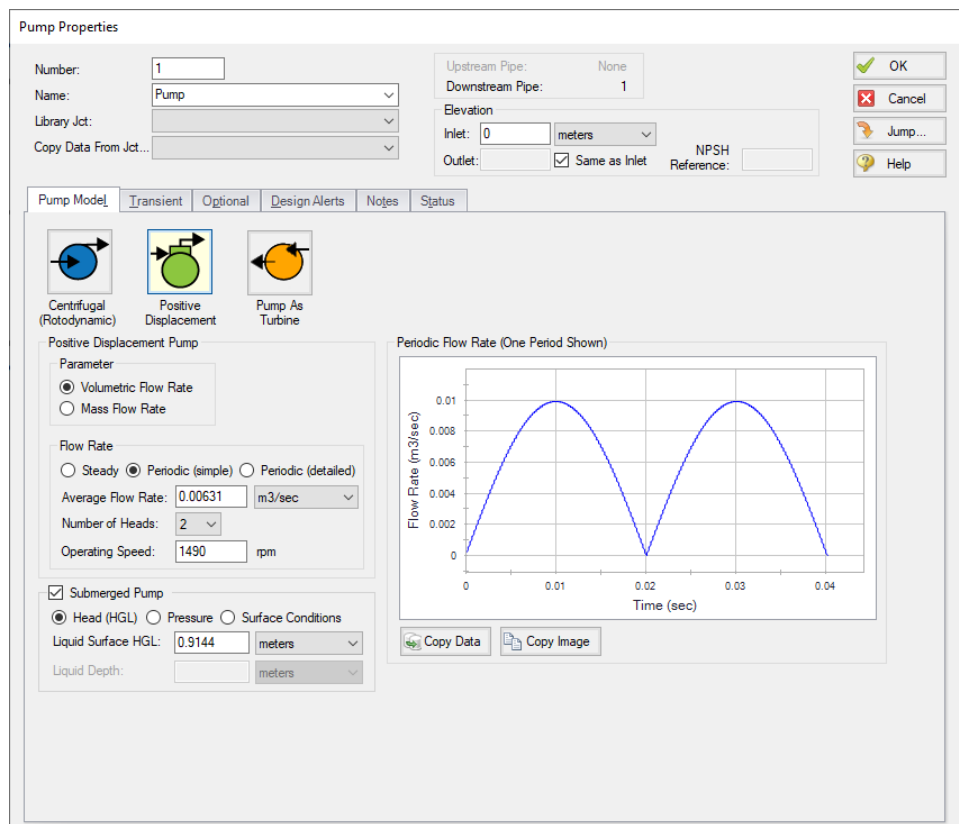 Pump Properties
Number: 1
Name: Pump
Library Jct:
Copy Data From Jct...
Upstream Pipe: None
Downstream Pipe: 1
Elevation
Inlet: 0 meters
Outlet: Same as Inlet
NPSH
Reference:
OK
Cancel
Jump...
Help
Pump Model
Transient
Optional
Design Alerts
Notes
Status
Centrifugal
(Rotodynamic)
Positive
Displacement
Pump As
Turbine
Positive Displacement Pump
Parameter
Volumetric Flow Rate
Mass Flow Rate
Flow Rate
Steady Periodic (simple) Periodic (detailed)
Average Flow Rate: 0.00631 m3/sec
Number of Heads: 2
Operating Speed: 1490 rpm
Submerged Pump
Head (HGL) Pressure Surface Conditions
Liquid Surface HGL: 0.9144 meters
Liquid Depth: meters
Periodic Flow Rate (One Period Shown)
Flow Rate (m3/sec)
0.01
0.008
0.006
0.004
0.002
0
0 0.01 0.02 0.03 0.04
Time (sec)
Copy Data
Copy Image